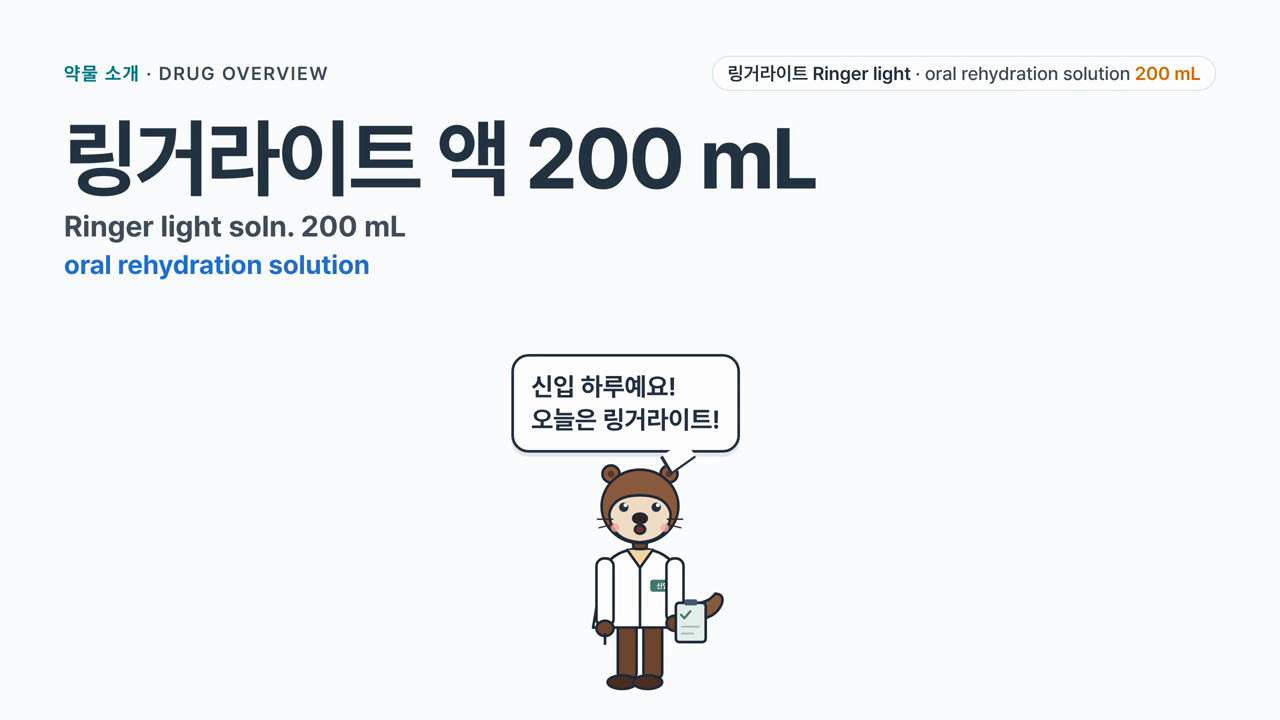 약물 소개 · DRUG OVERVIEW
링거라이트 Ringer light · oral rehydration solution 200 mL
링거라이트 액 200 mL
Ringer light soln. 200 mL
oral rehydration solution
신입 하루예요!
오늘은 링거라이트!